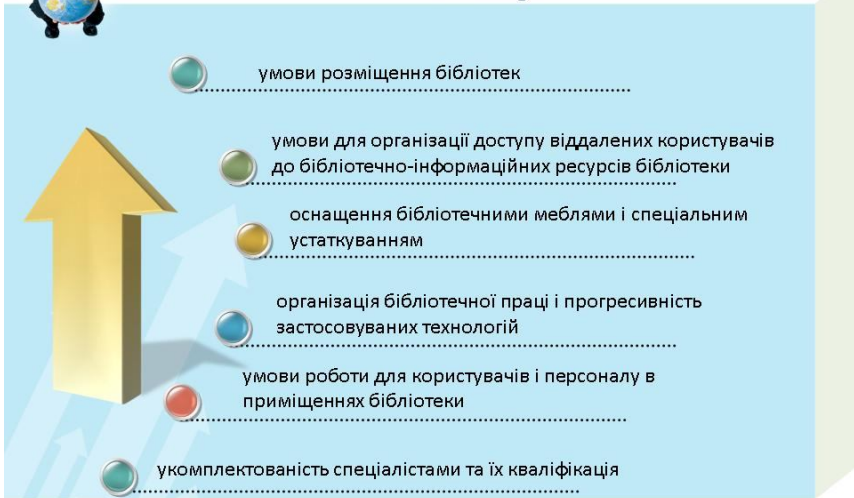 умови розміщення бібліотек
умови для організації доступу віддалених користувачів
до бібліотечно-інформаційних ресурсів бібліотеки
оснащення бібліотечними меблями і спеціальним
устаткуванням
організація бібліотечної праці і прогресивність
застосовуваних технологій
умови роботи для користувачів і персоналу в
приміщеннях бібліотеки
укомплектованість спеціалістами та їх кваліфікація